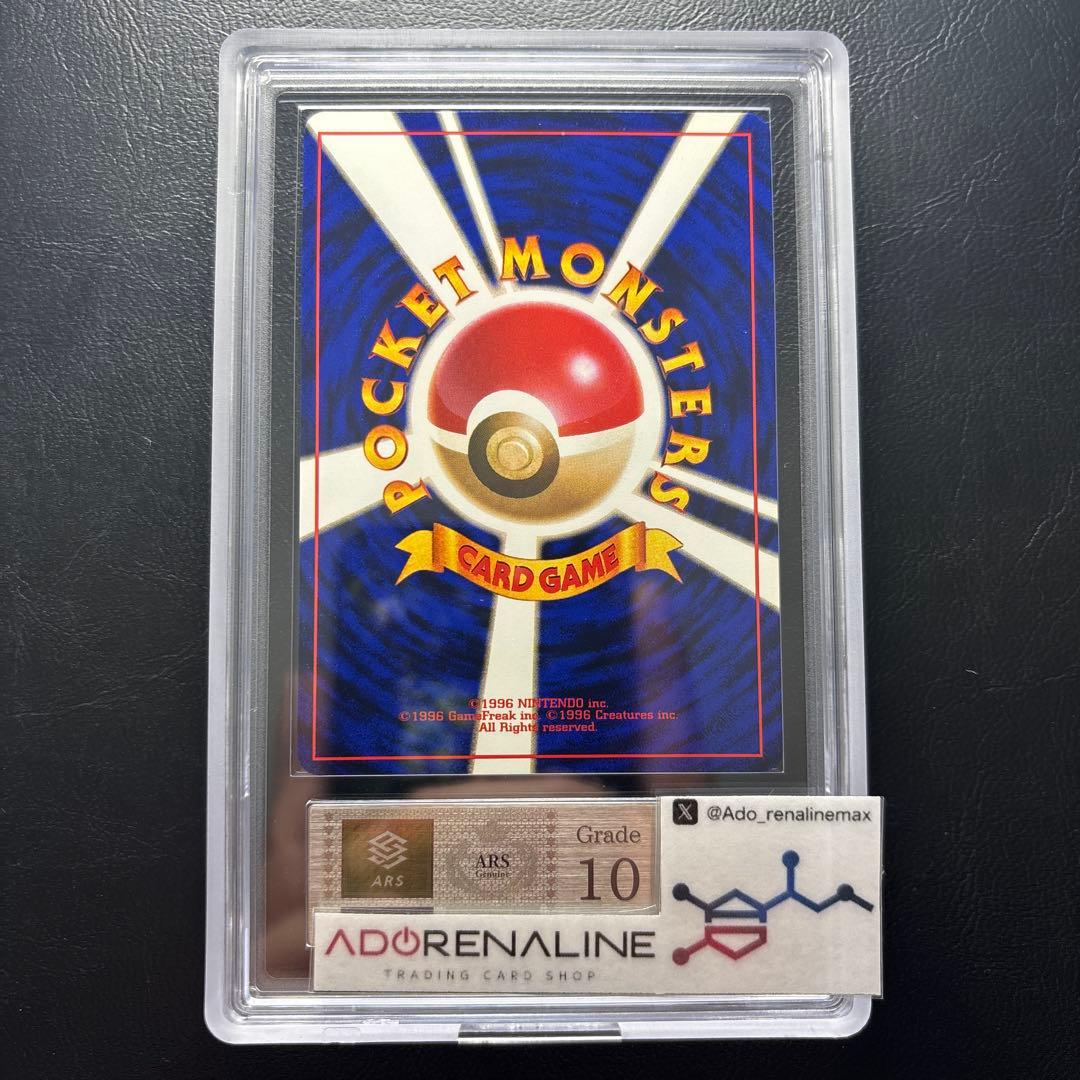 POCKET MONSTERS
CARD GAME
©1996 NINTENDO inc.
©1996 GameFreak inc. ©1996 Creatures inc.
All Rights reserved.
ARS
ARS
Genuine
Grade
10
X @Ado_renalinemax
ADORENALINE
TRADING CARD SHOP